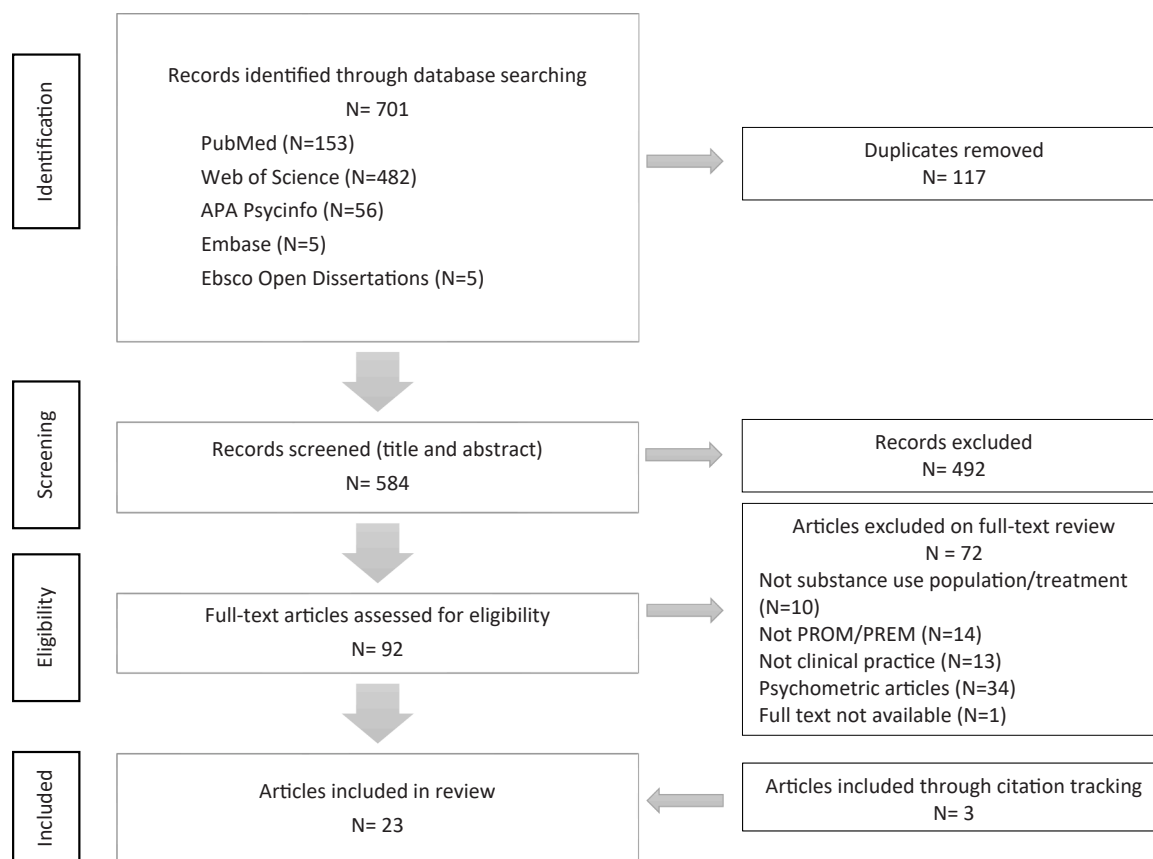 Identification
Records identified through database searching
N= 701
PubMed (N=153)
Web of Science (N=482)
APA Psycinfo (N=56)
Embase (N=5)
Ebsco Open Dissertations (N=5)
Duplicates removed
N= 117
Screening
Records screened (title and abstract)
N= 584
Records excluded
N= 492
Eligibility
Full-text articles assessed for eligibility
N= 92
Articles excluded on full-text review
N = 72
Not substance use population/treatment
(N=10)
Not PROM/PREM (N=14)
Not clinical practice (N=13)
Psychometric articles (N=34)
Full text not available (N=1)
Included
Articles included in review
N= 23
Articles included through citation tracking
N= 3